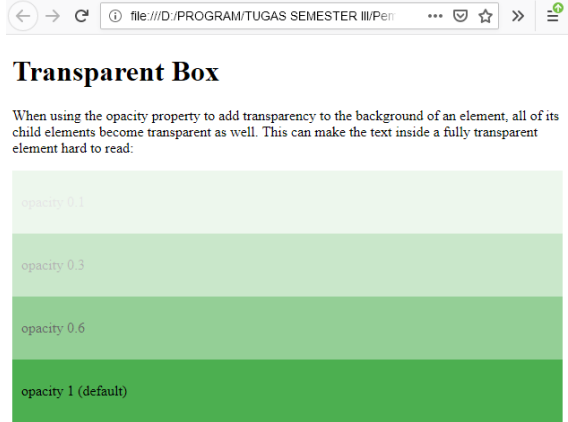 file:///D:/PROGRAM/TUGAS SEMESTER III/Pem
Transparent Box
When using the opacity property to add transparency to the background of an element, all of its
child elements become transparent as well. This can make the text inside a fully transparent
element hard to read:
opacity 0.1
opacity 0.3
opacity 0.6
opacity 1 (default)